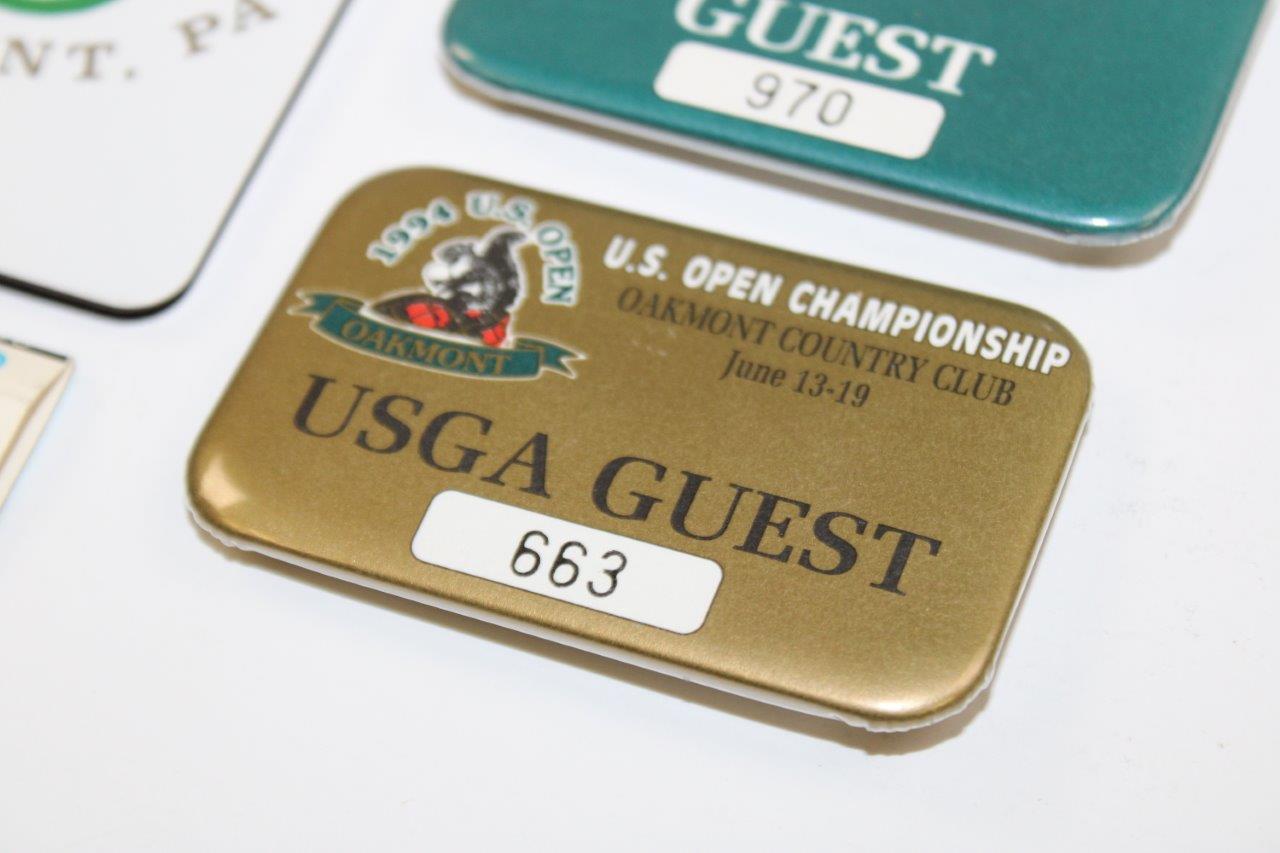 NT. PA
GUEST
970
1994 U.S. OPEN
OAKMONT
U.S. OPEN CHAMPIONSHIP
OAKMONT COUNTRY CLUB
June 13-19
USGA GUEST
663